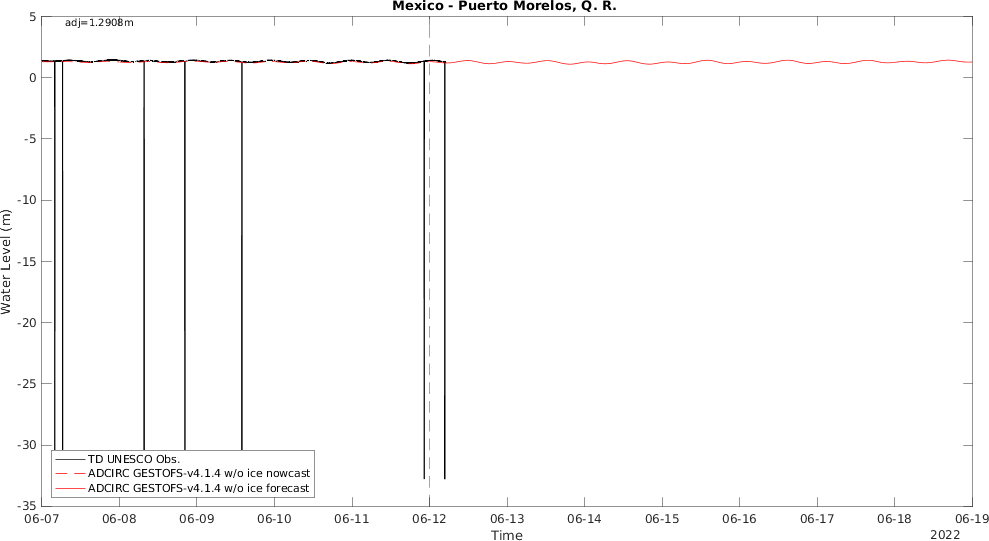 Mexico - Puerto Morelos, Q. R.
adj=1.2908m
Water Level (m)
5
0
-5
-10
-15
-20
-25
-30
-35
TD UNESCO Obs.
ADCIRC GESTOFS-v4.1.4 w/o ice nowcast
ADCIRC GESTOFS-v4.1.4 w/o ice forecast
06-07 06-08 06-09 06-10 06-11 06-12 06-13 06-14 06-15 06-16 06-17 06-18 06-19
Time
2022